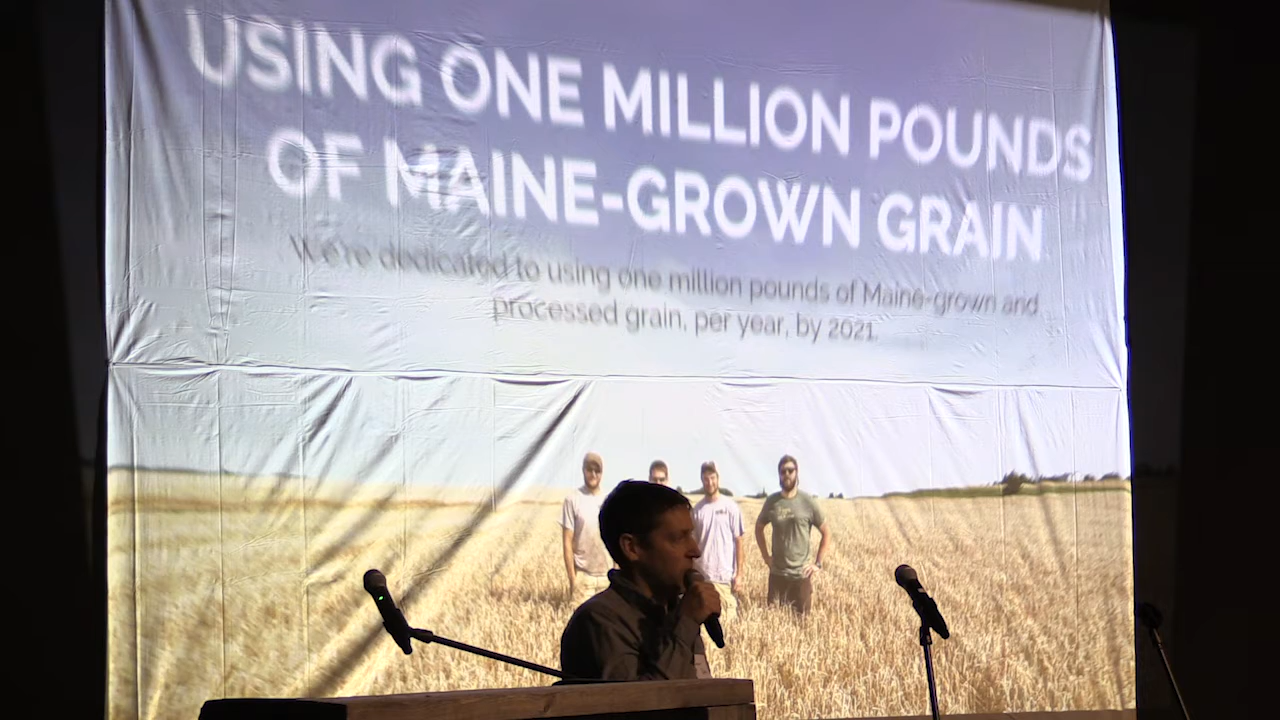 USING ONE MILLION POUNDS
OF MAINE-GROWN GRAIN
We're dedicated to using one million pounds of Maine-grown and
processed grain, per year, by 2021.